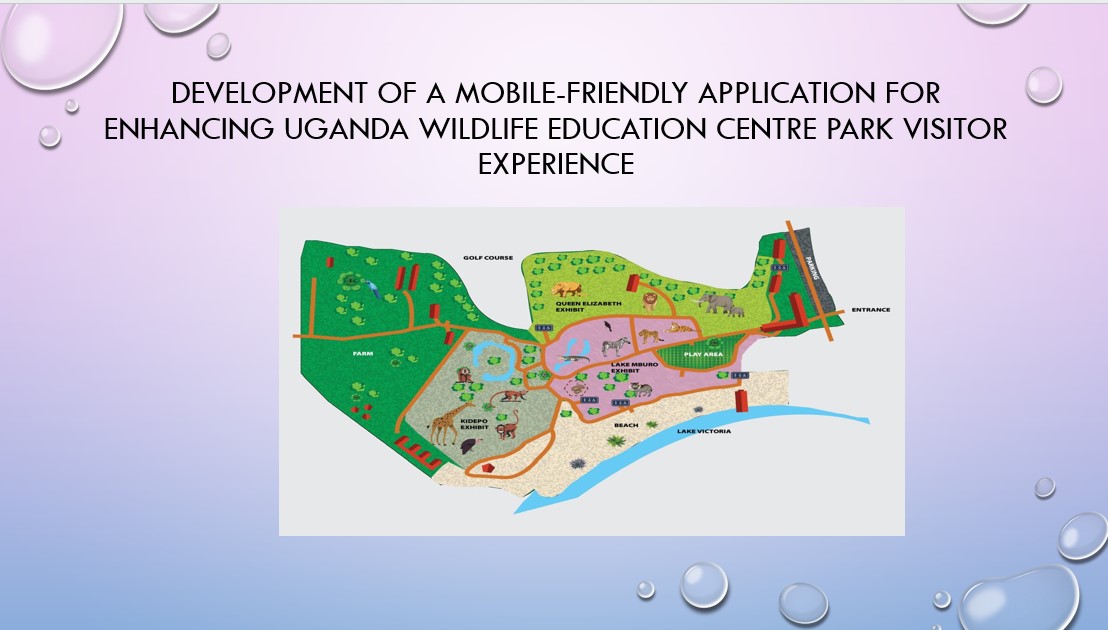 DEVELOPMENT OF A MOBILE-FRIENDLY APPLICATION FOR
ENHANCING UGANDA WILDLIFE EDUCATION CENTRE PARK VISITOR
EXPERIENCE
GOLF COURSE
PARKING
QUEEN ELIZABETH
EXHIBIT
ENTRANCE
FARM
PLAY AREA
LAKE MBURO
EXHIBIT
KIDEPO
EXHIBIT
BEACH
LAKE VICTORIA